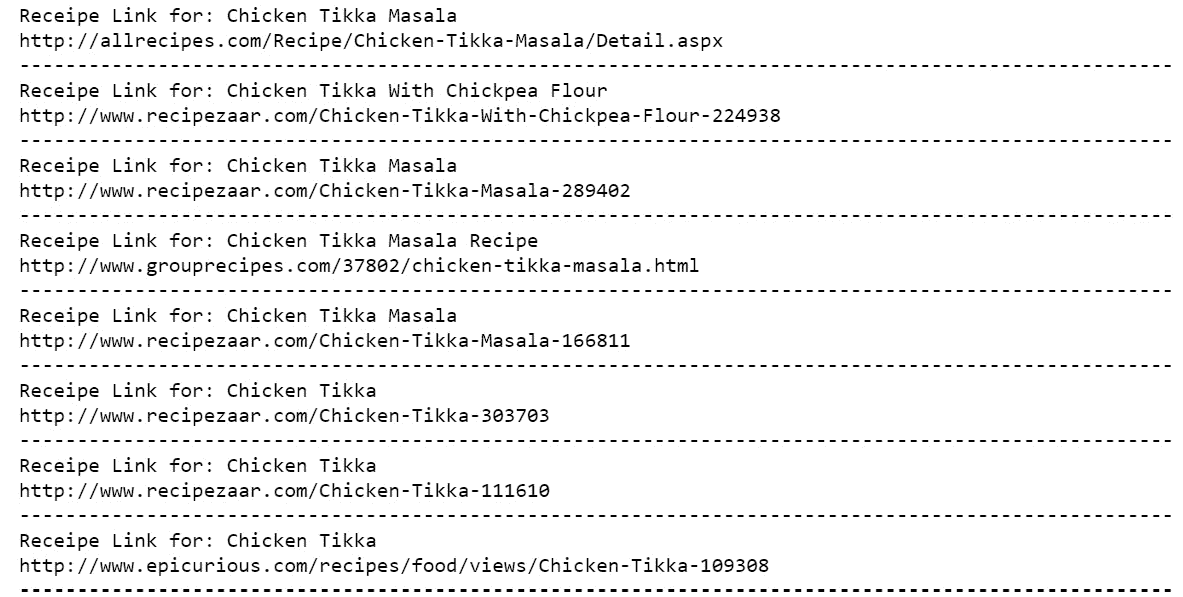 Receipe Link for: Chicken Tikka Masala
http://allrecipes.com/Recipe/Chicken-Tikka-Masala/Detail.aspx
----------------------------------------------------------------------------------------------------
Receipe Link for: Chicken Tikka With Chickpea Flour
http://www.recipezaar.com/Chicken-Tikka-With-Chickpea-Flour-224938
----------------------------------------------------------------------------------------------------
Receipe Link for: Chicken Tikka Masala
http://www.recipezaar.com/Chicken-Tikka-Masala-289402
----------------------------------------------------------------------------------------------------
Receipe Link for: Chicken Tikka Masala Recipe
http://www.grouprecipes.com/37802/chicken-tikka-masala.html
----------------------------------------------------------------------------------------------------
Receipe Link for: Chicken Tikka Masala
http://www.recipezaar.com/Chicken-Tikka-Masala-166811
----------------------------------------------------------------------------------------------------
Receipe Link for: Chicken Tikka
http://www.recipezaar.com/Chicken-Tikka-303703
----------------------------------------------------------------------------------------------------
Receipe Link for: Chicken Tikka
http://www.recipezaar.com/Chicken-Tikka-111610
----------------------------------------------------------------------------------------------------
Receipe Link for: Chicken Tikka
http://www.epicurious.com/recipes/food/views/Chicken-Tikka-109308
----------------------------------------------------------------------------------------------------